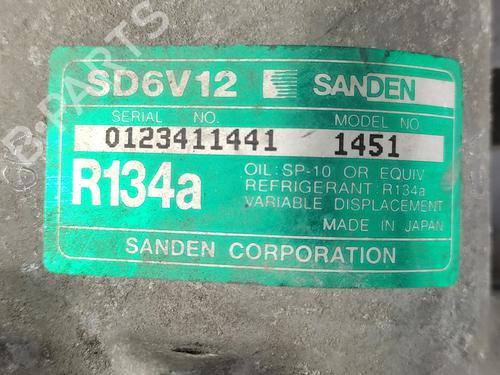 SD6V12 SANDEN
SERIAL NO. MODEL NO
0123411441 1451
R134a
OIL: SP-10 OR EQUIV
REFRIGERANT: R134a
VARIABLE DISPLACEMENT
MADE IN JAPAN
SANDEN CORPORATION
B-PARTS